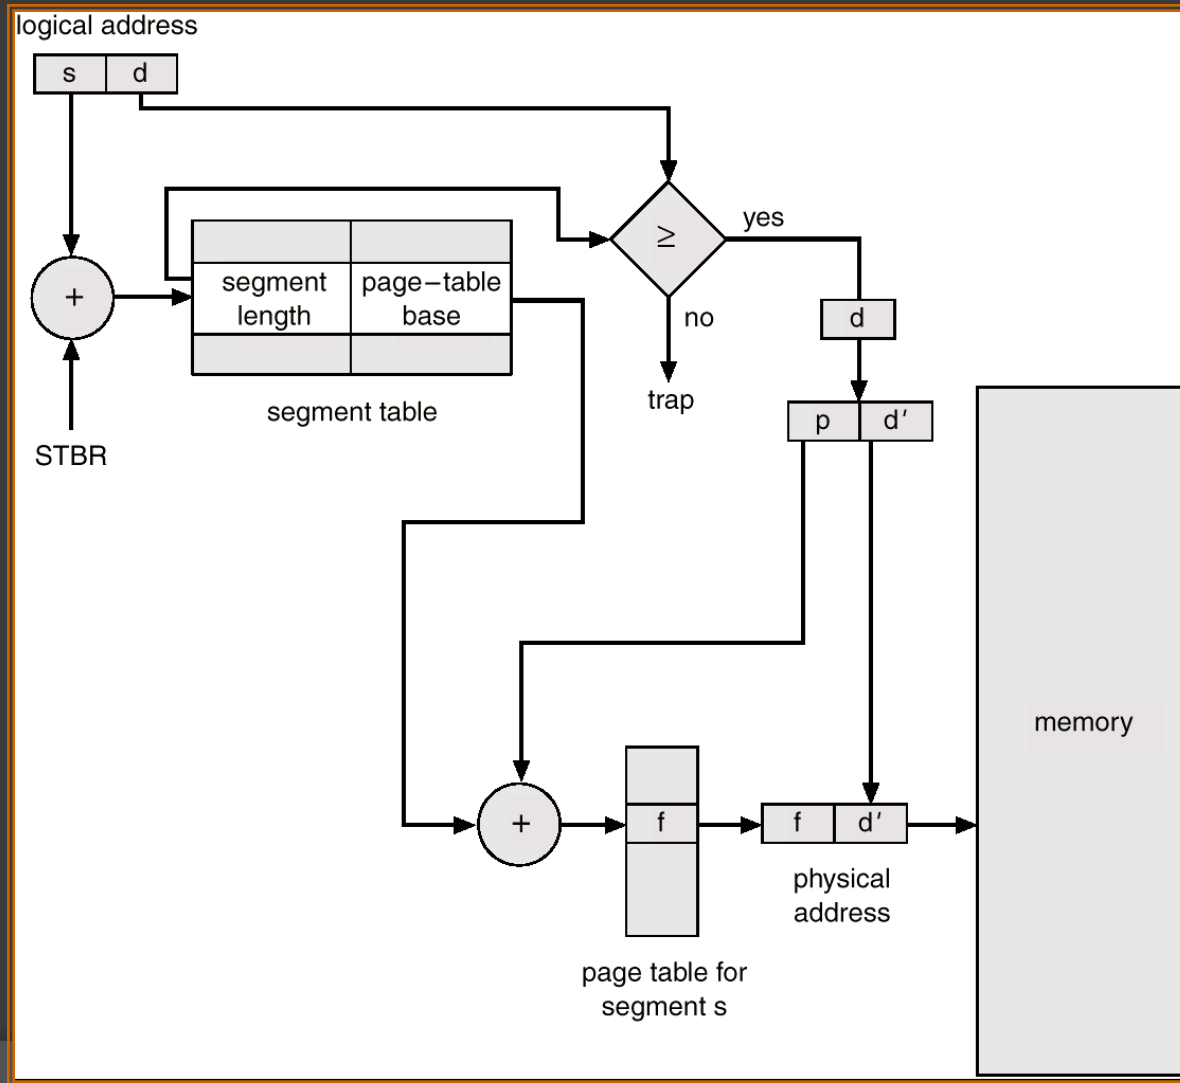 logical address
s d
≥
yes
+
segment length
page–table base
no
d
trap
segment table
p d′
STBR
memory
+
f
f d′
physical
address
page table for
segment s